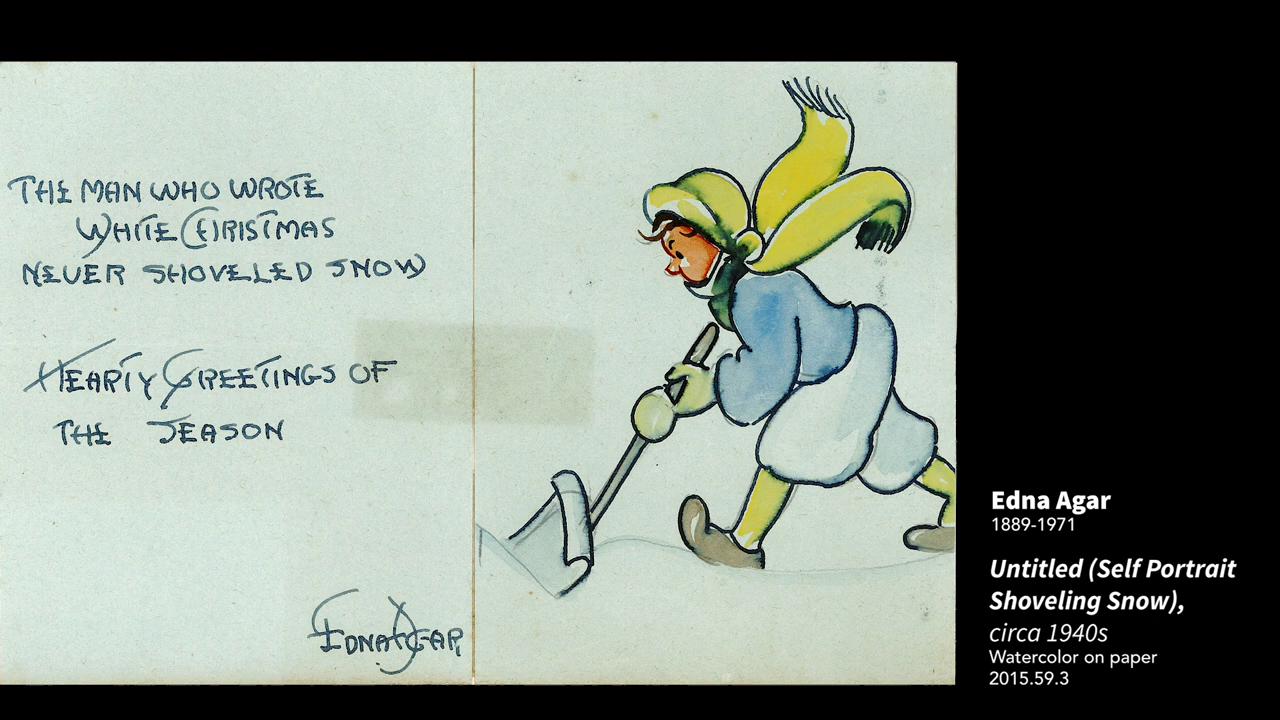 THE MAN WHO WROTE
WHITE CHRISTMAS
NEVER SHOVELED SNOW
HEARTY GREETINGS OF
THE SEASON
EDNA AGAR
Edna Agar
1889-1971
Untitled (Self Portrait
Shoveling Snow),
circa 1940s
Watercolor on paper
2015.59.3